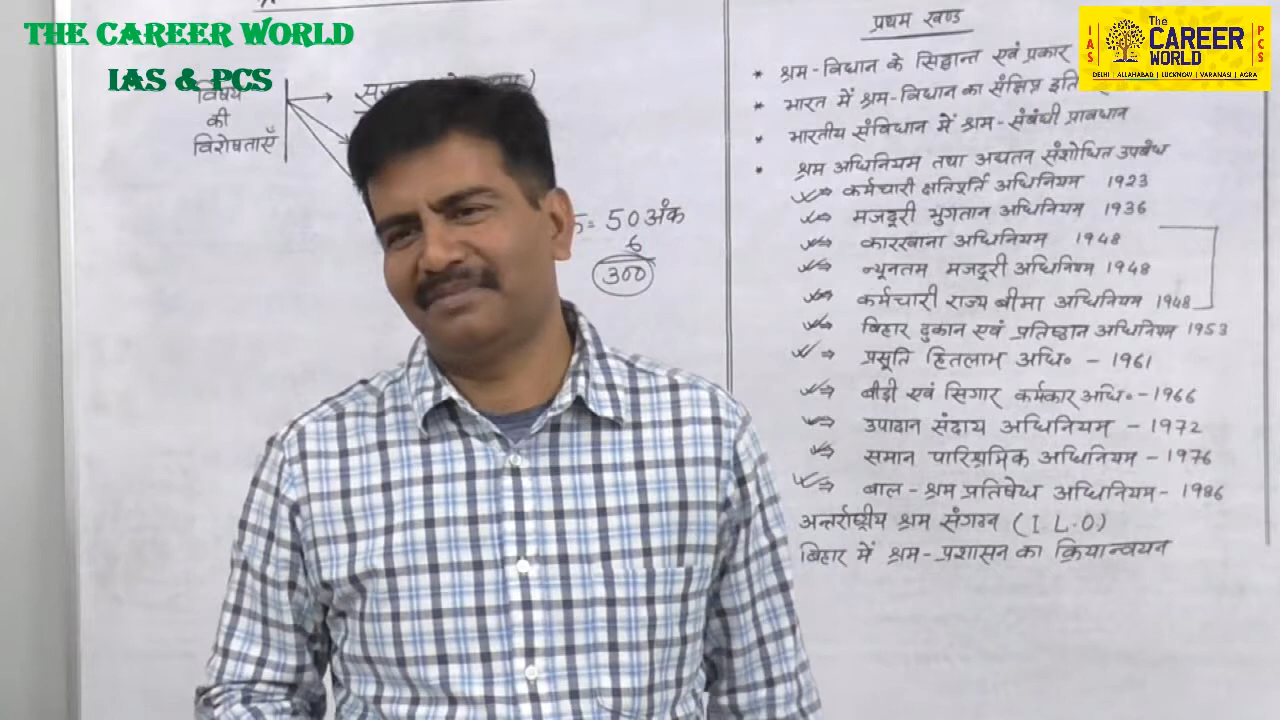 THE CAREER WORLD
IAS & PCS
विषय
की
विशेषताएँ
= 50 अंक
6
300
प्रथम खण्ड
* श्रम-विधान के सिद्धान्त एवं प्रकार
* भारत में श्रम-विधान का संक्षिप्त
* भारतीय संविधान में श्रम-संबंधी प्रावधान
* श्रम अधिनियम तथा अद्यतन संशोधित उपबंध
⇒ कर्मचारी क्षतिपूर्ति अधिनियम 1923
⇒ मजदूरी भुगतान अधिनियम 1936
⇒ कारखाना अधिनियम 1948
⇒ न्यूनतम मजदूरी अधिनियम 1948
⇒ कर्मचारी राज्य बीमा अधिनियम 1948
⇒ बिहार दुकान एवं प्रतिष्ठान अधिनियम 1953
⇒ प्रसूति हितलाभ अधि० - 1961
⇒ बीडी एवं सिगार कर्मकार अधि०-1966
⇒ उपादान संदाय अधिनियम - 1972
⇒ समान पारिश्रमिक अधिनियम - 1976
⇒ बाल-श्रम प्रतिषेध अधिनियम- 1986
अन्तर्राष्ट्रीय श्रम संगठन (I.L.O)
बिहार में श्रम-प्रशासन का क्रियान्वयन
IAS
The
CAREER
WORLD
PCS
DELHI | ALLAHABAD | LUCKNOW | VARANASI | AGRA